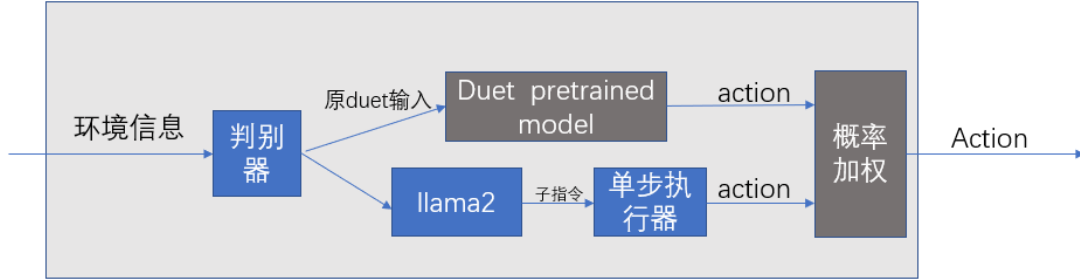 环境信息
判别
器
原duet输入
Duet pretrained
model
action
llama2
子指令
单步执
行器
action
概率
加权
Action